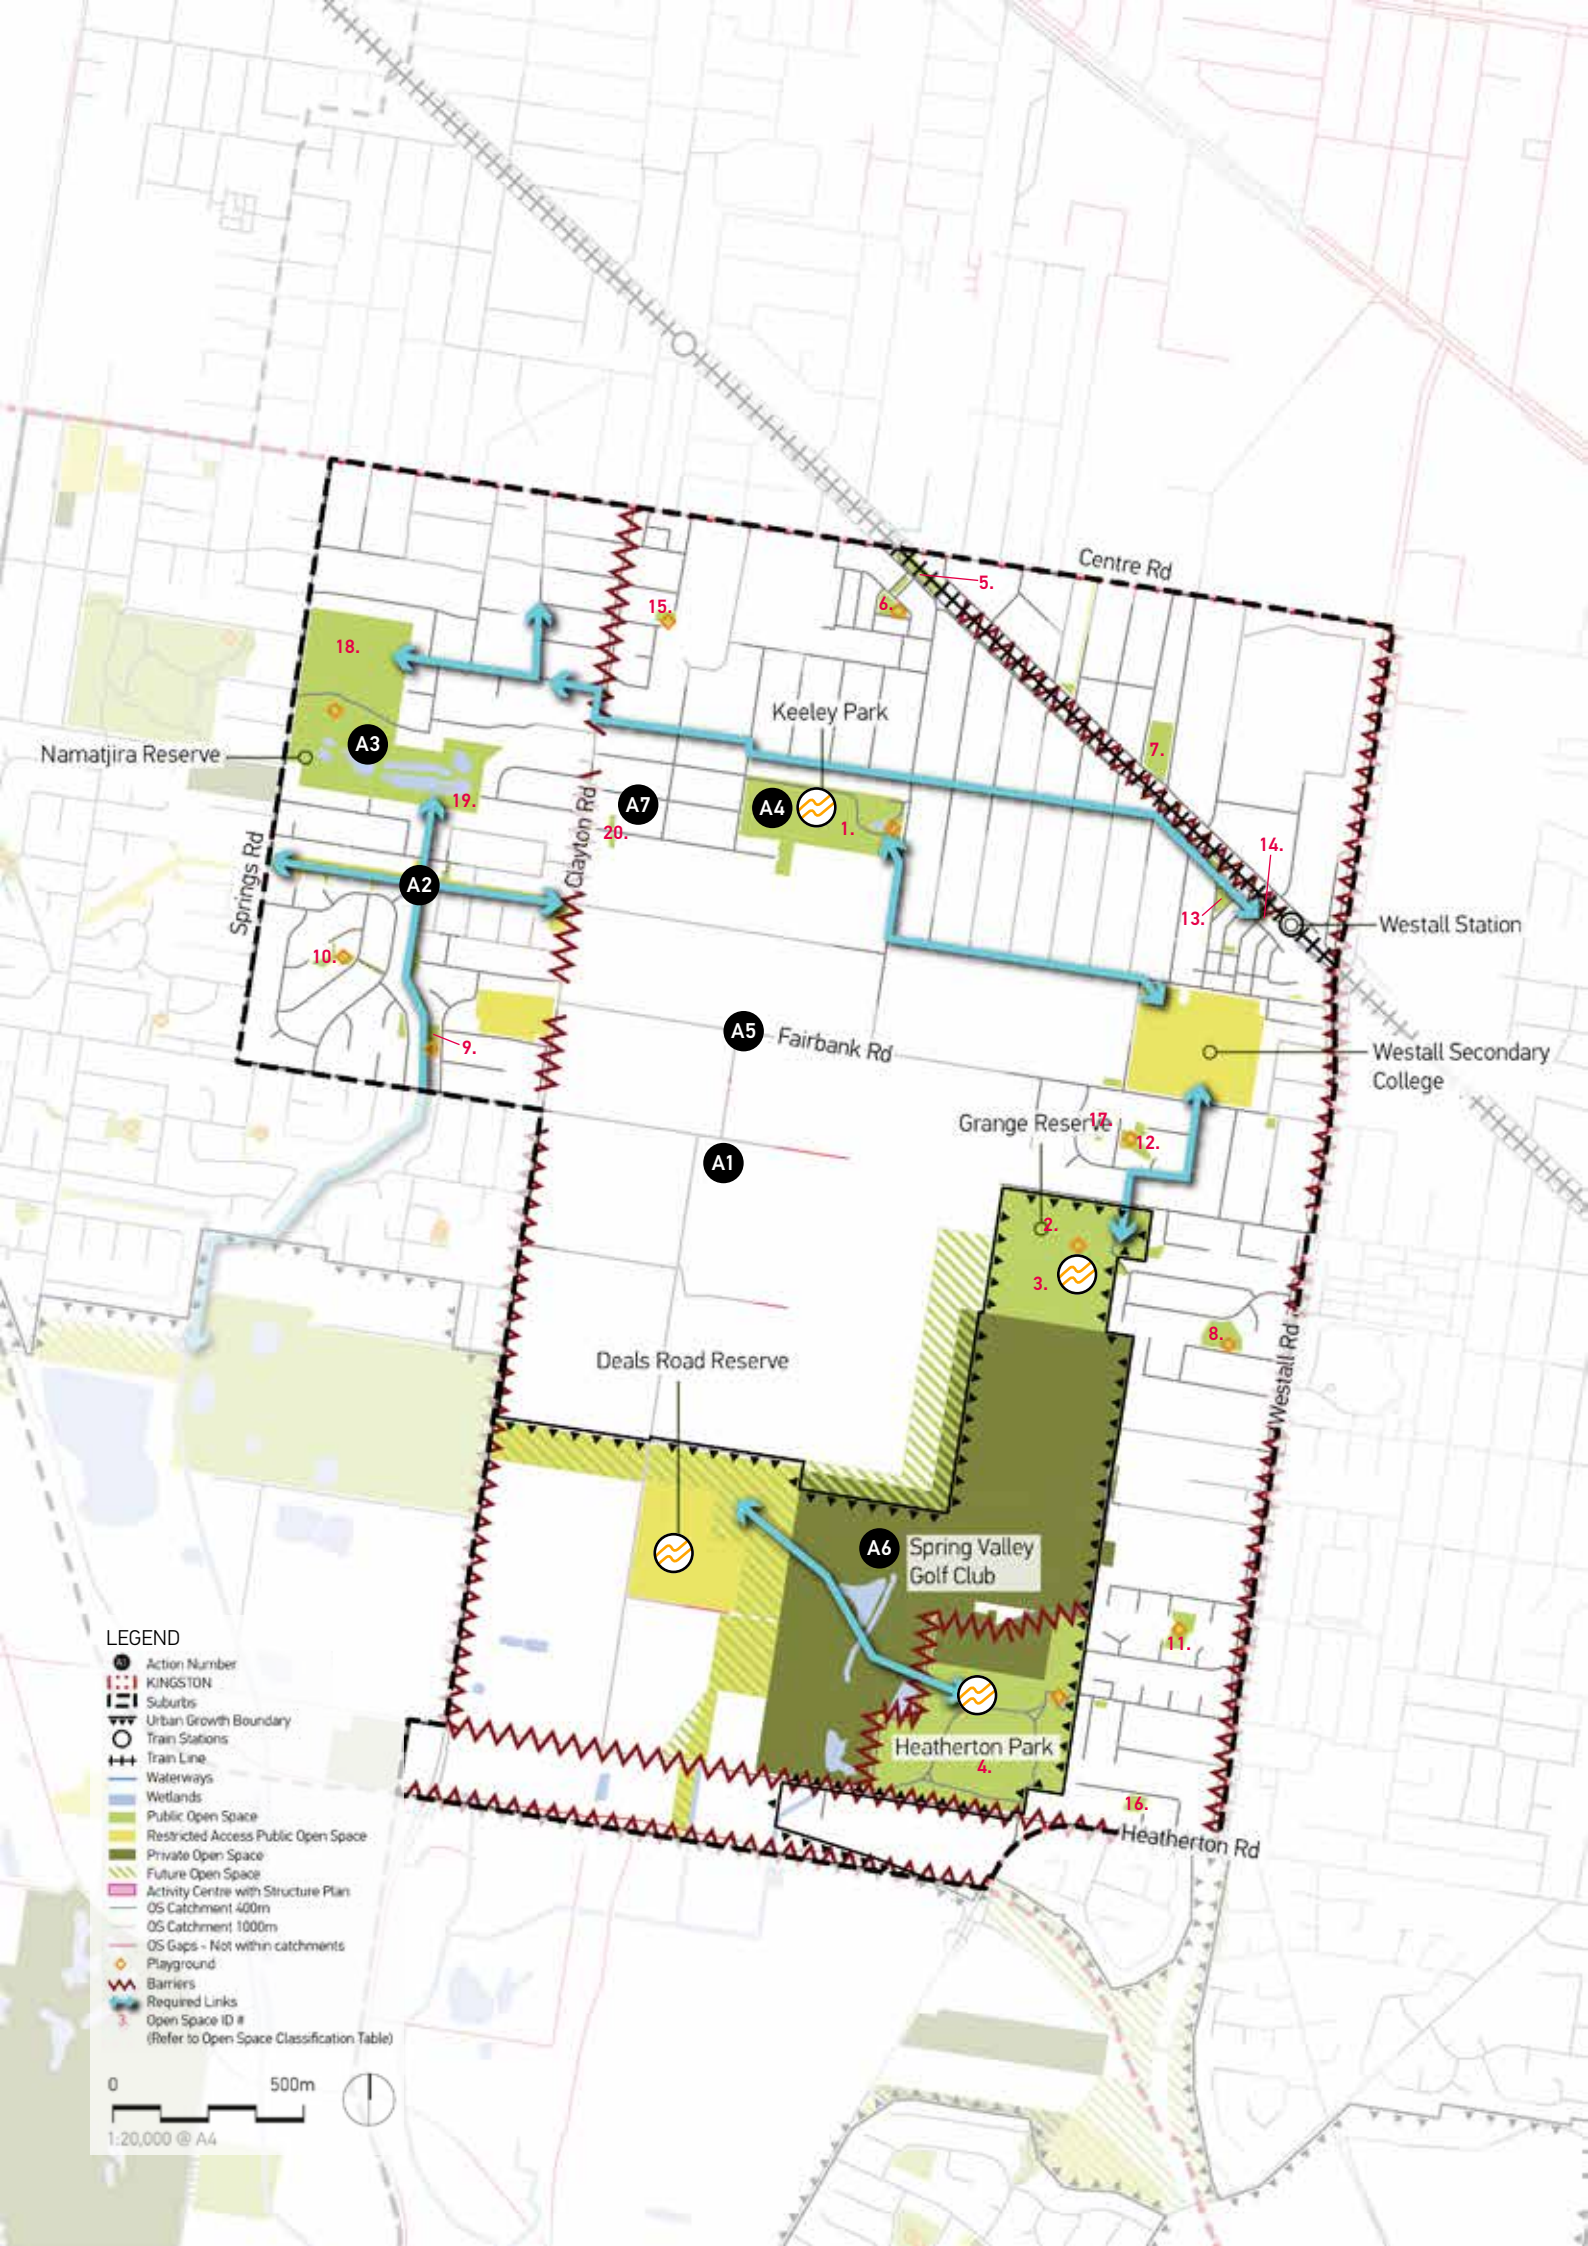 Centre Rd
5.
6.
15.
18.
Keeley Park
Namatjira Reserve
A3
7.
19.
A7
A4
1.
20.
Clayton Rd
14.
Springs Rd
A2
13.
Westall Station
10.
A5
Fairbank Rd
9.
Westall Secondary
College
17.
Grange Reserve
12.
A1
2.
3.
8.
Westall Rd
Deals Road Reserve
A6
Spring Valley
Golf Club
11.
Heatherton Park
4.
16.
Heatherton Rd
LEGEND
Action Number
KINGSTON
Suburbs
Urban Growth Boundary
Train Stations
Train Line
Waterways
Wetlands
Public Open Space
Restricted Access Public Open Space
Private Open Space
Future Open Space
Activity Centre with Structure Plan
OS Catchment 400m
OS Catchment 1000m
OS Gaps - Not within catchments
Playground
Barriers
Required Links
3. Open Space ID #
(Refer to Open Space Classification Table)
0 500m
1:20,000 @ A4